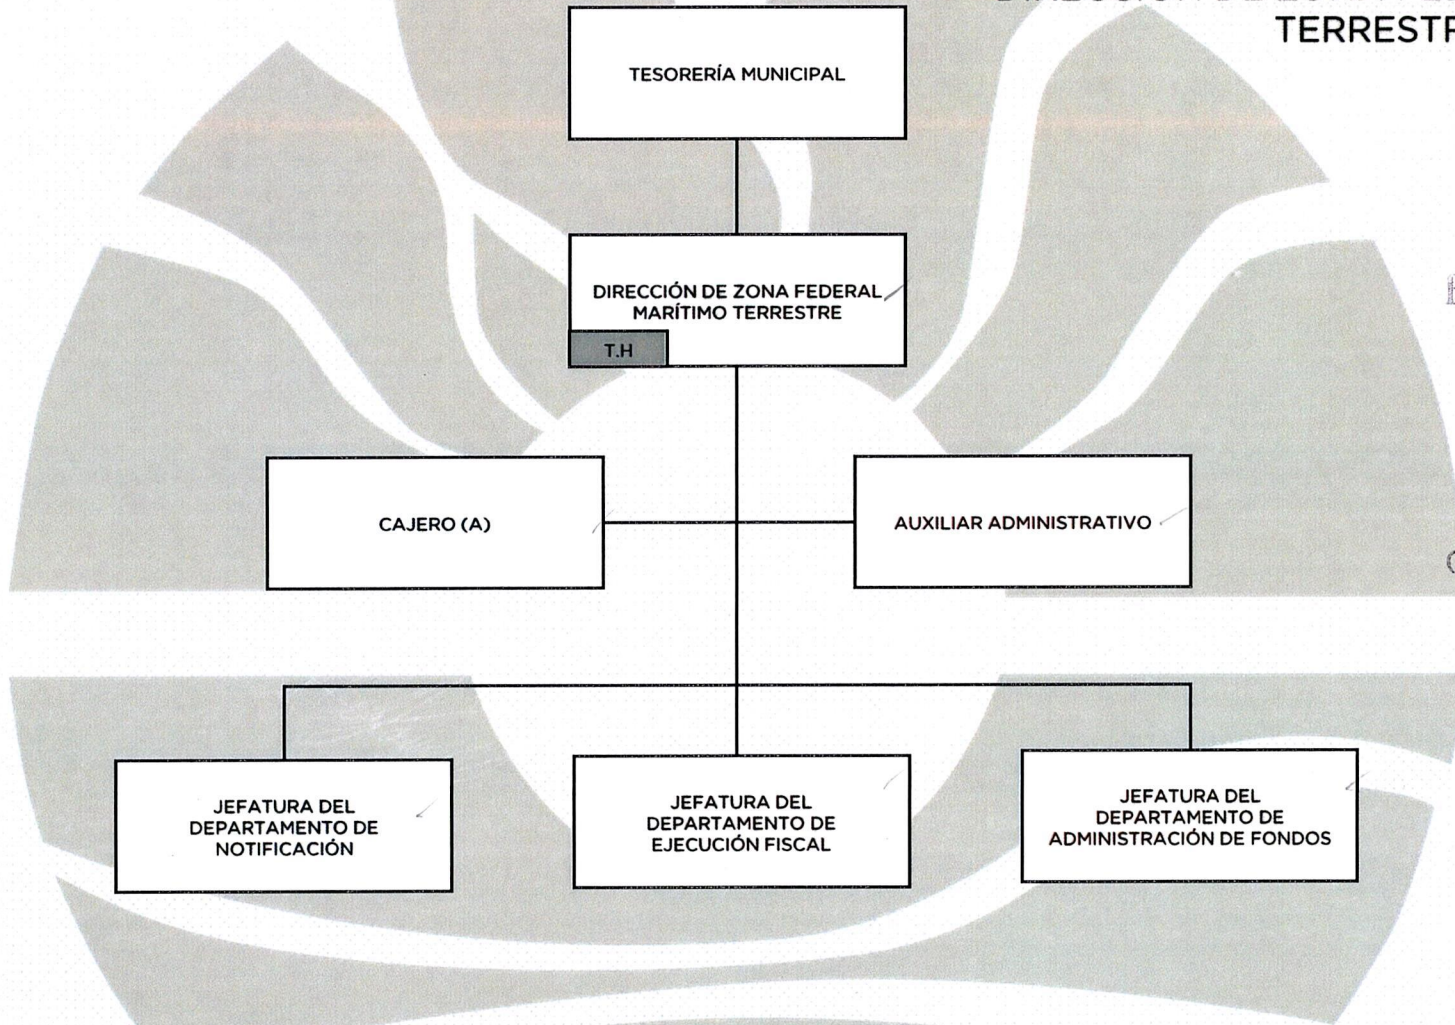 TERRESTR
TESORERÍA MUNICIPAL
DIRECCIÓN DE ZONA FEDERAL
MARÍTIMO TERRESTRE
T.H
CAJERO (A)
AUXILIAR ADMINISTRATIVO
JEFATURA DEL
DEPARTAMENTO DE
NOTIFICACIÓN
JEFATURA DEL
DEPARTAMENTO DE
EJECUCIÓN FISCAL
JEFATURA DEL
DEPARTAMENTO DE
ADMINISTRACIÓN DE FONDOS